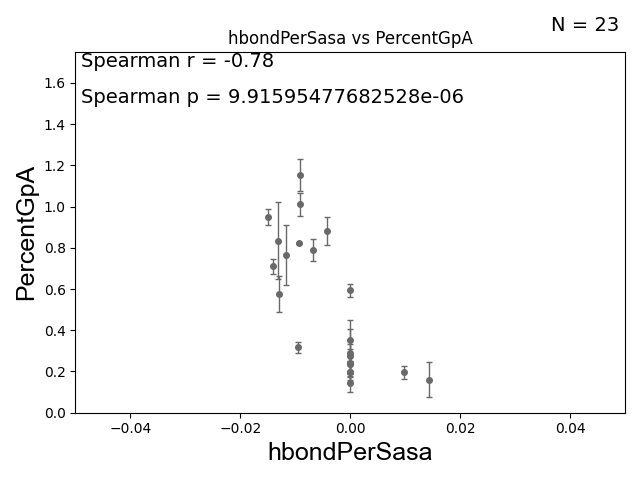 N = 23
hbondPerSasa vs PercentGpA
Spearman r = -0.78
Spearman p = 9.91595477682528e-06
PercentGpA
1.6
1.4
1.2
1.0
0.8
0.6
0.4
0.2
0.0
−0.04 −0.02 0.00 0.02 0.04
hbondPerSasa